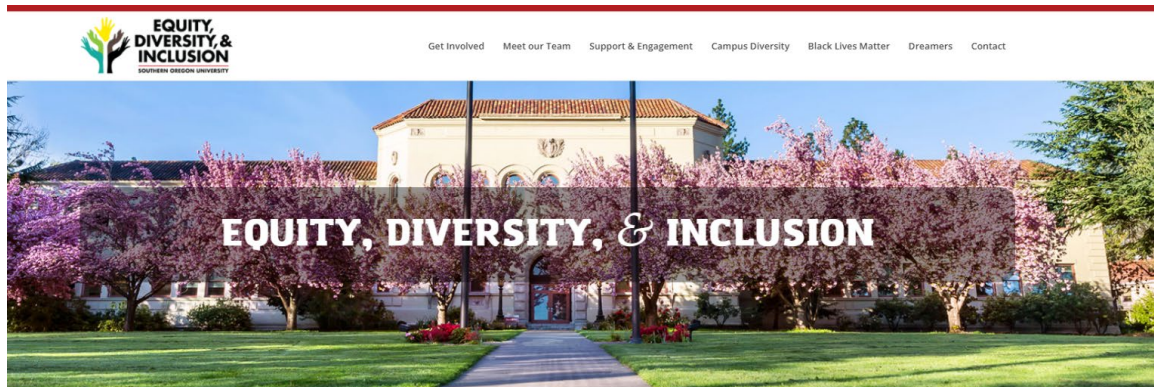 EQUITY,
DIVERSITY, &
INCLUSION
SOUTHERN OREGON UNIVERSITY
Get Involved Meet our Team Support & Engagement Campus Diversity Black Lives Matter Dreamers Contact
EQUITY, DIVERSITY, & INCLUSION